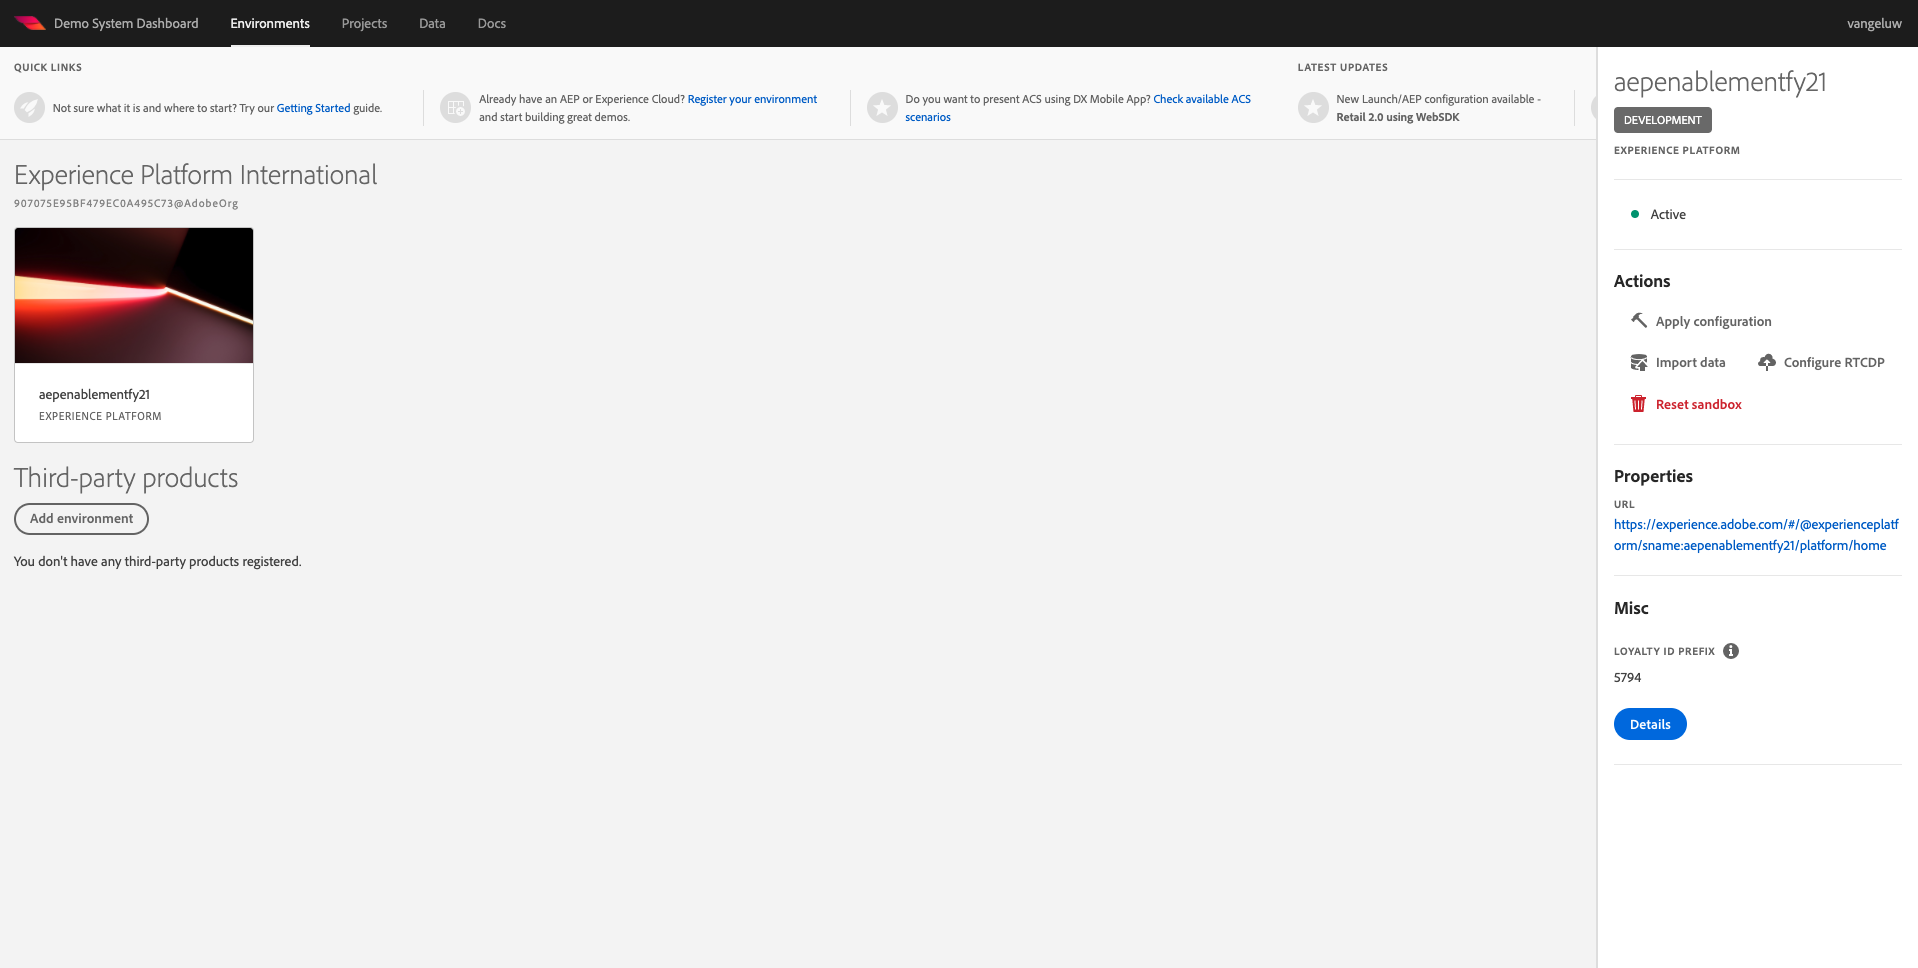 Demo System Dashboard
Environments
Projects
Data
Docs
vangeluw
QUICK LINKS
Not sure what it is and where to start? Try our Getting Started guide.
Already have an AEP or Experience Cloud? Register your environment
and start building great demos.
Do you want to present ACS using DX Mobile App? Check available ACS
scenarios
LATEST UPDATES
New Launch/AEP configuration available -
Retail 2.0 using WebSDK
Experience Platform International
907075E95BF479EC0A495C73@AdobeOrg
aepenablementfy21
EXPERIENCE PLATFORM
Third-party products
Add environment
You don't have any third-party products registered.
aepenablementfy21
DEVELOPMENT
EXPERIENCE PLATFORM
Active
Actions
Apply configuration
Import data
Configure RTCDP
Reset sandbox
Properties
URL
https://experience.adobe.com/#/@experienceplatf
orm/sname:aepenablementfy21/platform/home
Misc
LOYALTY ID PREFIX
5794
Details